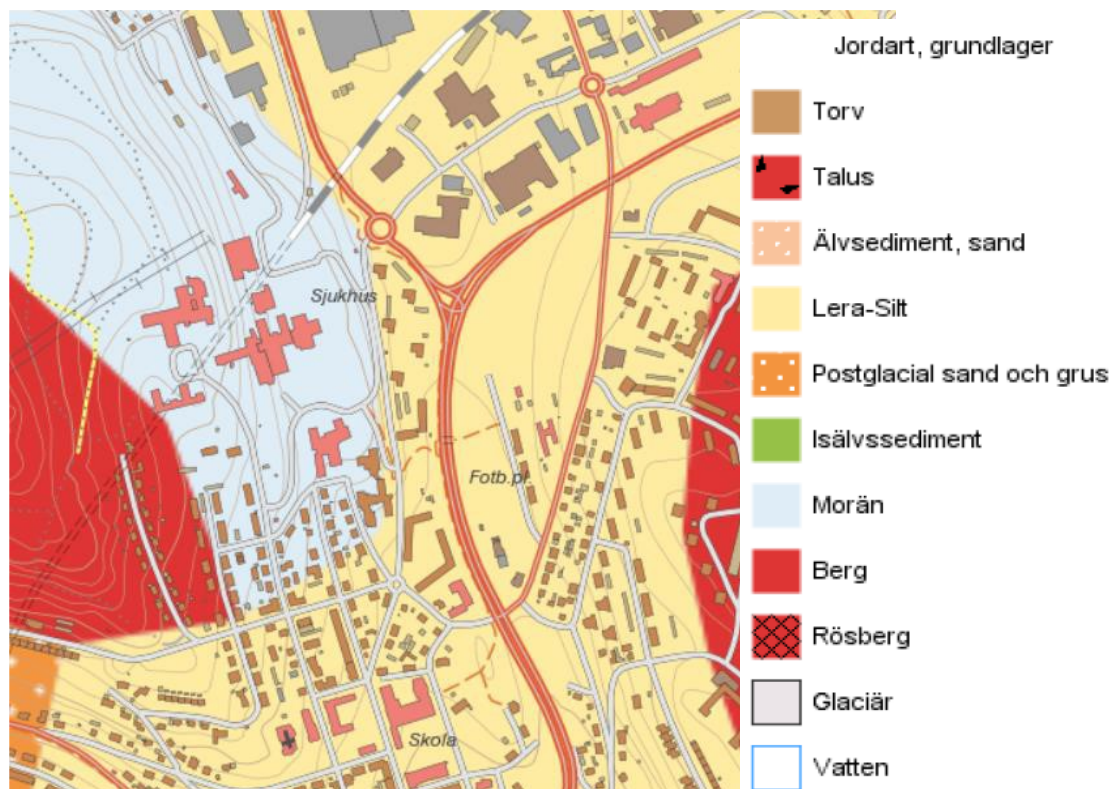 Sjukhus
Fotb.pl.
Skola
Jordart, grundlager
Torv
Talus
Älvsediment, sand
Lera-Silt
Postglacial sand och grus
Isälvssediment
Morän
Berg
Rösberg
Glaciär
Vatten